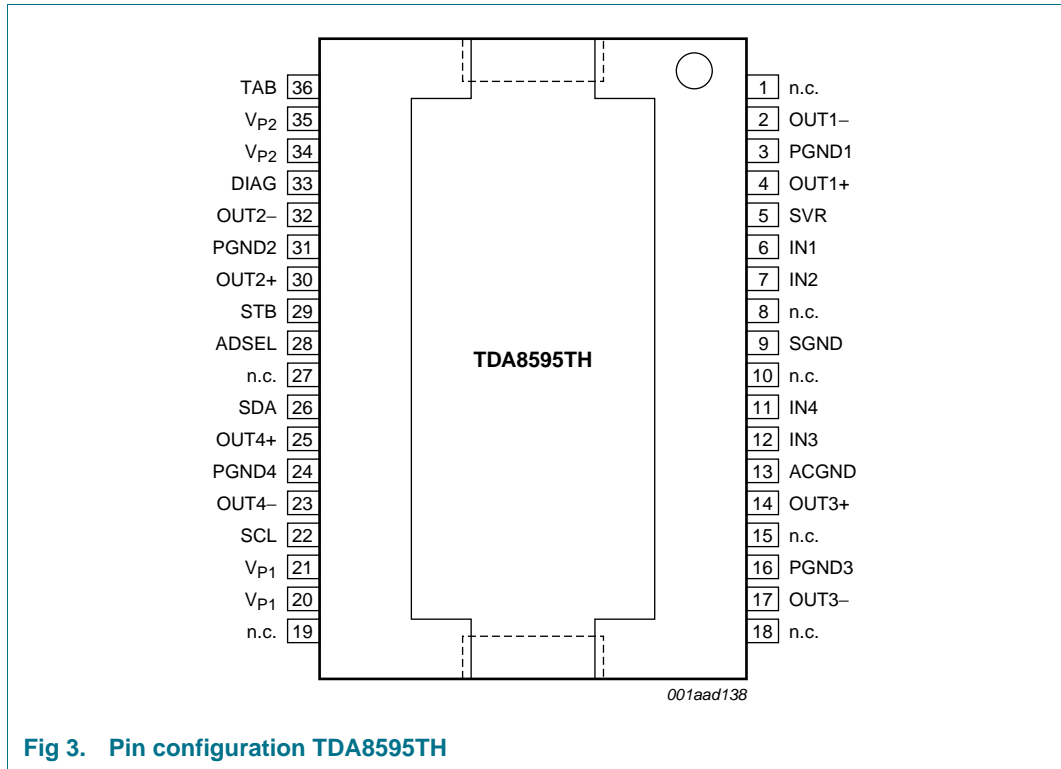 TAB 36 1 n.c.
VP2 35 2 OUT1−
VP2 34 3 PGND1
DIAG 33 4 OUT1+
OUT2− 32 5 SVR
PGND2 31 6 IN1
OUT2+ 30 7 IN2
STB 29 8 n.c.
ADSEL 28 9 SGND
TDA8595TH
n.c. 27 10 n.c.
SDA 26 11 IN4
OUT4+ 25 12 IN3
PGND4 24 13 ACGND
OUT4− 23 14 OUT3+
SCL 22 15 n.c.
VP1 21 16 PGND3
VP1 20 17 OUT3−
n.c. 19 18 n.c.
001aad138
Fig 3. Pin configuration TDA8595TH